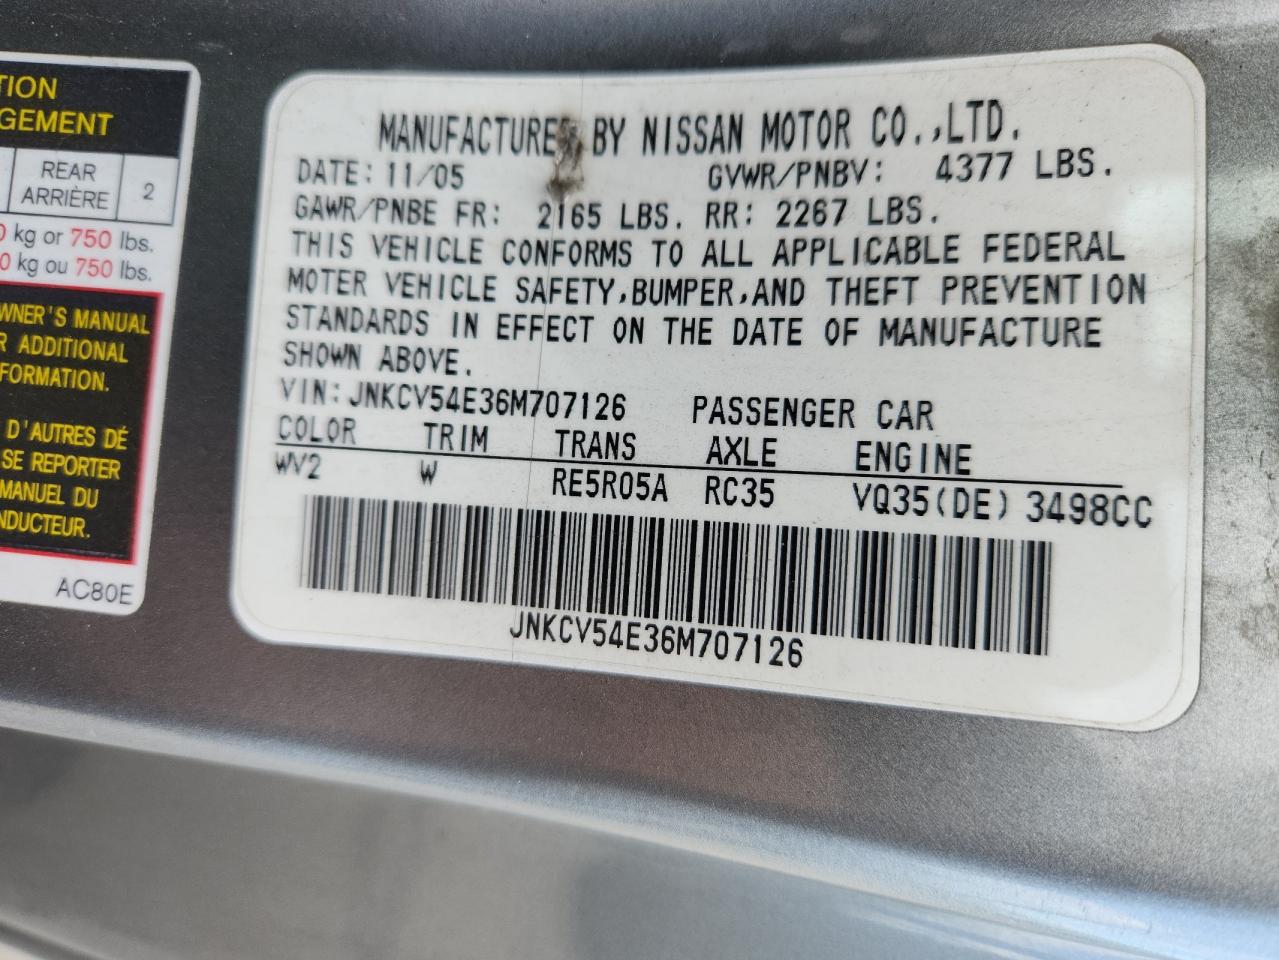 TION
GEMENT
REAR
ARRIÈRE
2
0 kg or 750 lbs.
0 kg ou 750 lbs.
WNER'S MANUAL
R ADDITIONAL
FORMATION.
D'AUTRES DÉ
SE REPORTER
MANUEL DU
NDUCTEUR.
AC80E
MANUFACTURED BY NISSAN MOTOR CO.,LTD.
DATE: 11/05 GVWR/PNBV: 4377 LBS.
GAWR/PNBE FR: 2165 LBS. RR: 2267 LBS.
THIS VEHICLE CONFORMS TO ALL APPLICABLE FEDERAL
MOTER VEHICLE SAFETY,BUMPER,AND THEFT PREVENTION
STANDARDS IN EFFECT ON THE DATE OF MANUFACTURE
SHOWN ABOVE.
VIN: JNKCV54E36M707126 PASSENGER CAR
COLOR TRIM TRANS AXLE ENGINE
WV2 W RE5R05A RC35 VQ35(DE) 3498CC
JNKCV54E36M707126